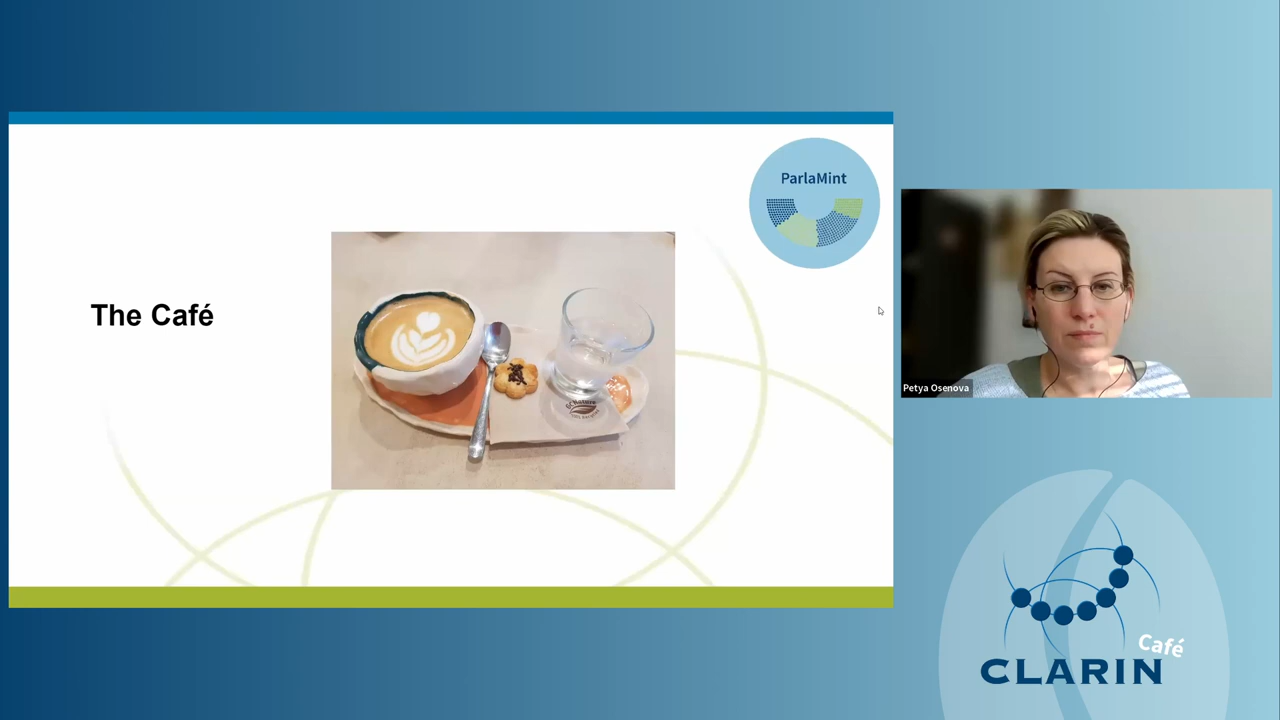 ParlaMint
The Café
Petya Osenova
Café
CLARIN